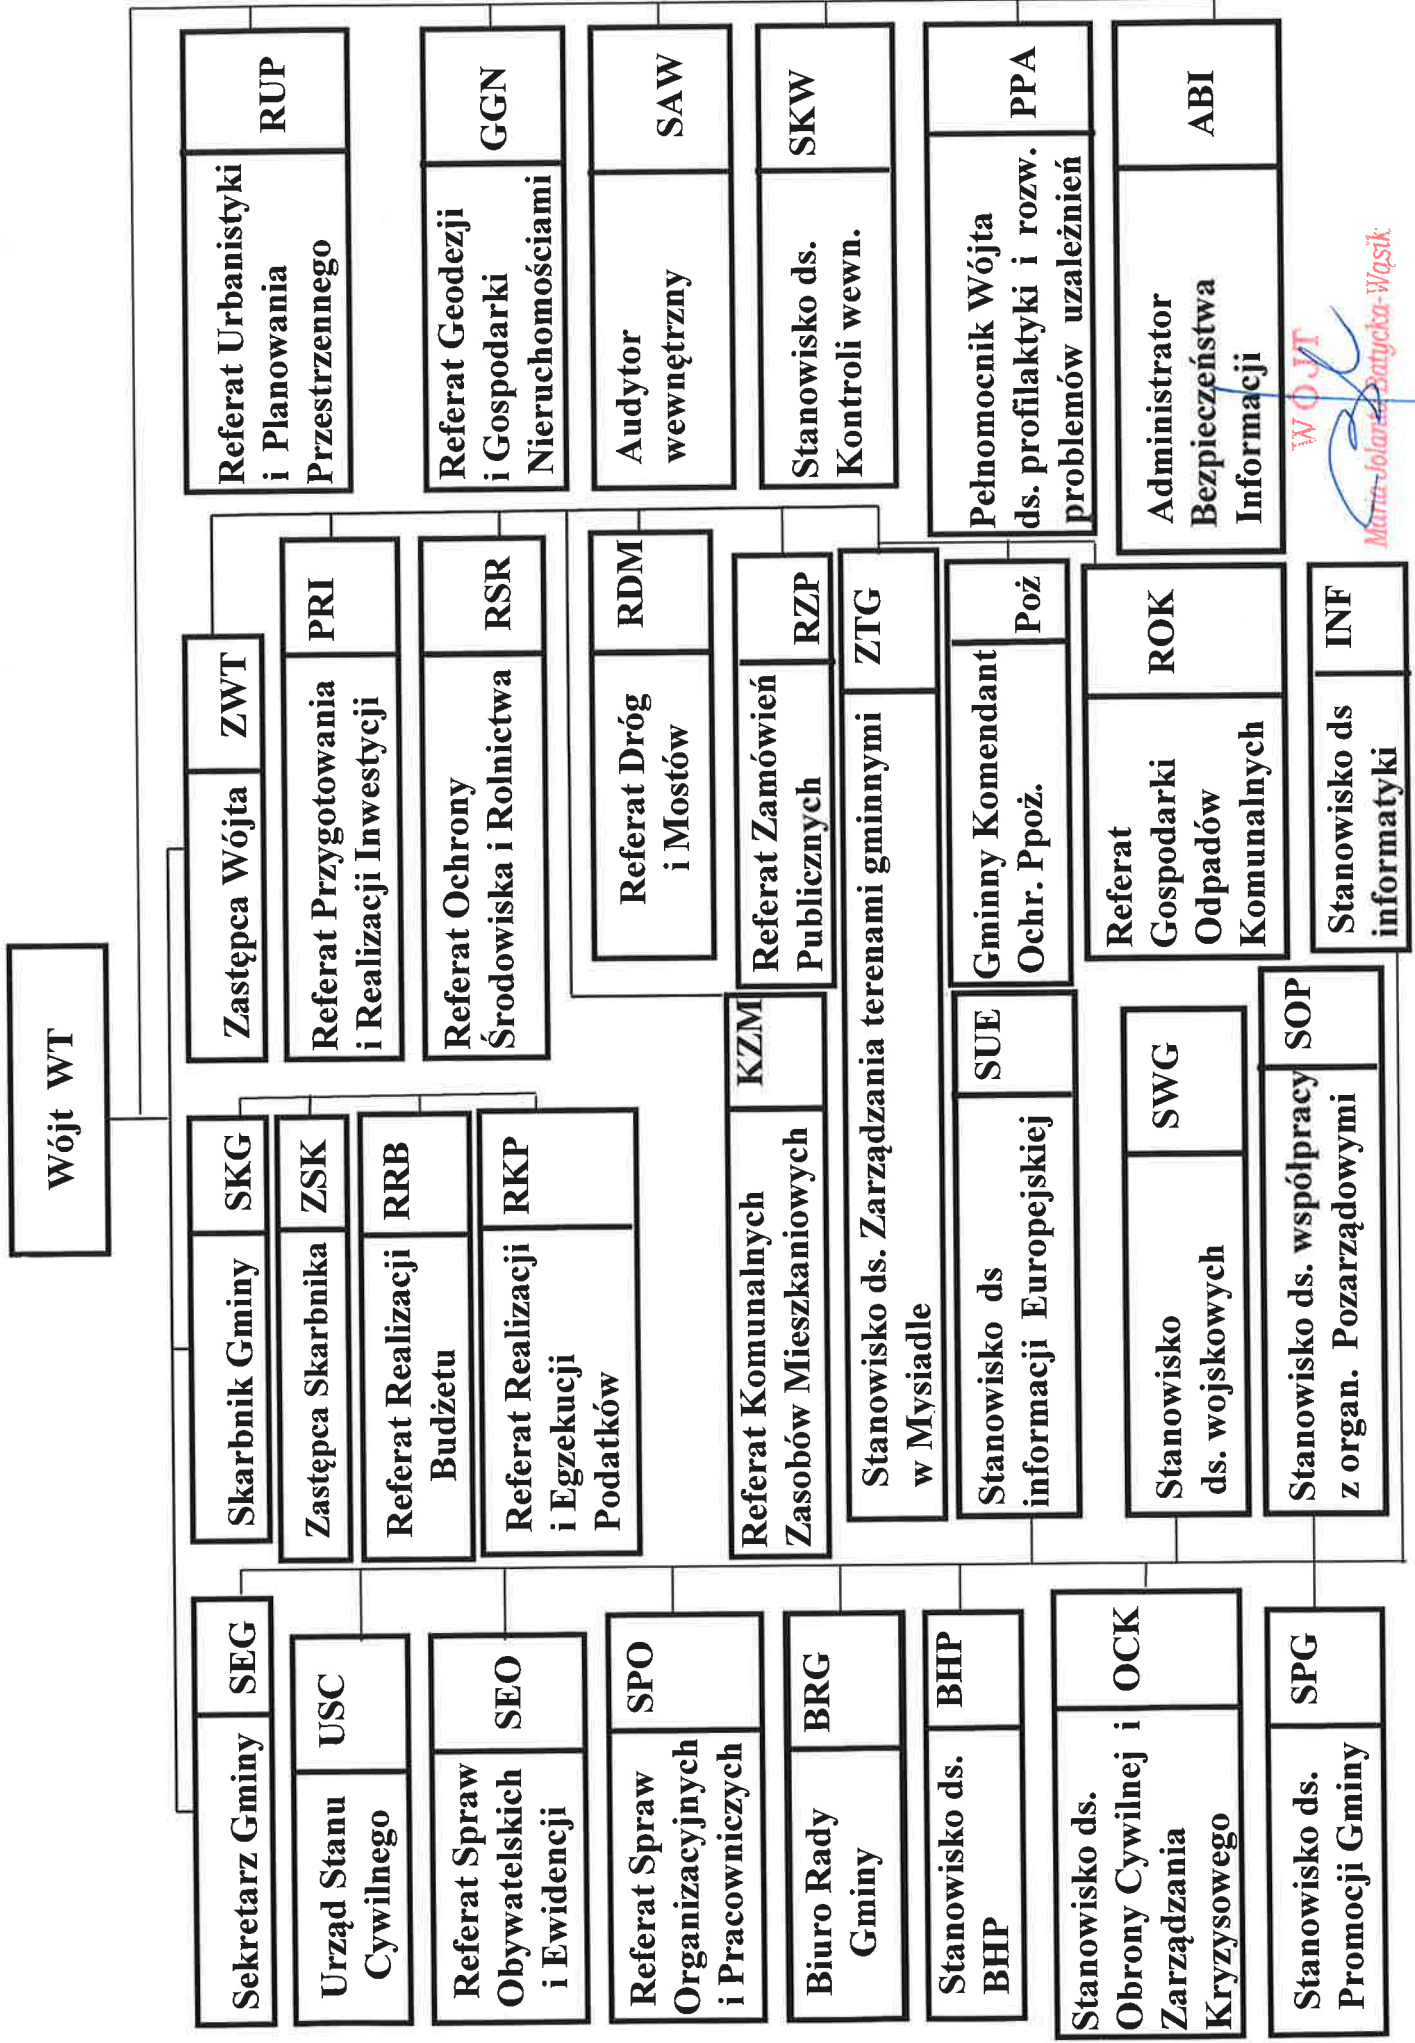 Wójt WT
Sekretarz Gminy
SEG
Urząd Stanu
Cywilnego
USC
Referat Spraw
Obywatelskich
i Ewidencji
SEO
Referat Spraw
Organizacyjnych
i Pracowniczych
SPO
Biuro Rady
Gminy
BRG
Stanowisko ds.
BHP
BHP
Stanowisko ds.
Obrony Cywilnej i
Zarządzania
Kryzysowego
OCK
Stanowisko ds.
Promocji Gminy
SPG
Skarbnik Gminy
SKG
Zastępca Skarbnika
ZSK
Referat Realizacji
Budżetu
RRB
Referat Realizacji
i Egzekucji
Podatków
RKP
Referat Komunalnych
Zasobów Mieszkaniowych
KZM
Stanowisko ds. Zarządzania terenami gminnymi
w Mysiadle
ZTG
Stanowisko ds
informacji Europejskiej
SUE
Stanowisko
ds. wojskowych
SWG
Stanowisko ds. współpracy
z organ. Pozarządowymi
SOP
Zastępca Wójta
ZWT
Referat Przygotowania
i Realizacji Inwestycji
PRI
Referat Ochrony
Środowiska i Rolnictwa
RSR
Referat Dróg
i Mostów
RDM
Referat Zamówień
Publicznych
RZP
Gminny Komendant
Ochr. Ppoż.
Poż
Referat
Gospodarki
Odpadów
Komunalnych
ROK
Stanowisko ds
informatyki
INF
Referat Urbanistyki
i Planowania
Przestrzennego
RUP
Referat Geodezji
i Gospodarki
Nieruchomościami
GGN
Audytor
wewnętrzny
SAW
Stanowisko ds.
Kontroli wewn.
SKW
Pełnomocnik Wójta
ds. profilaktyki i rozw.
problemów uzależnień
PPA
Administrator
Bezpieczeństwa
Informacji
ABI
WÓJT
Maria Jolanta Batycka-Wąsik